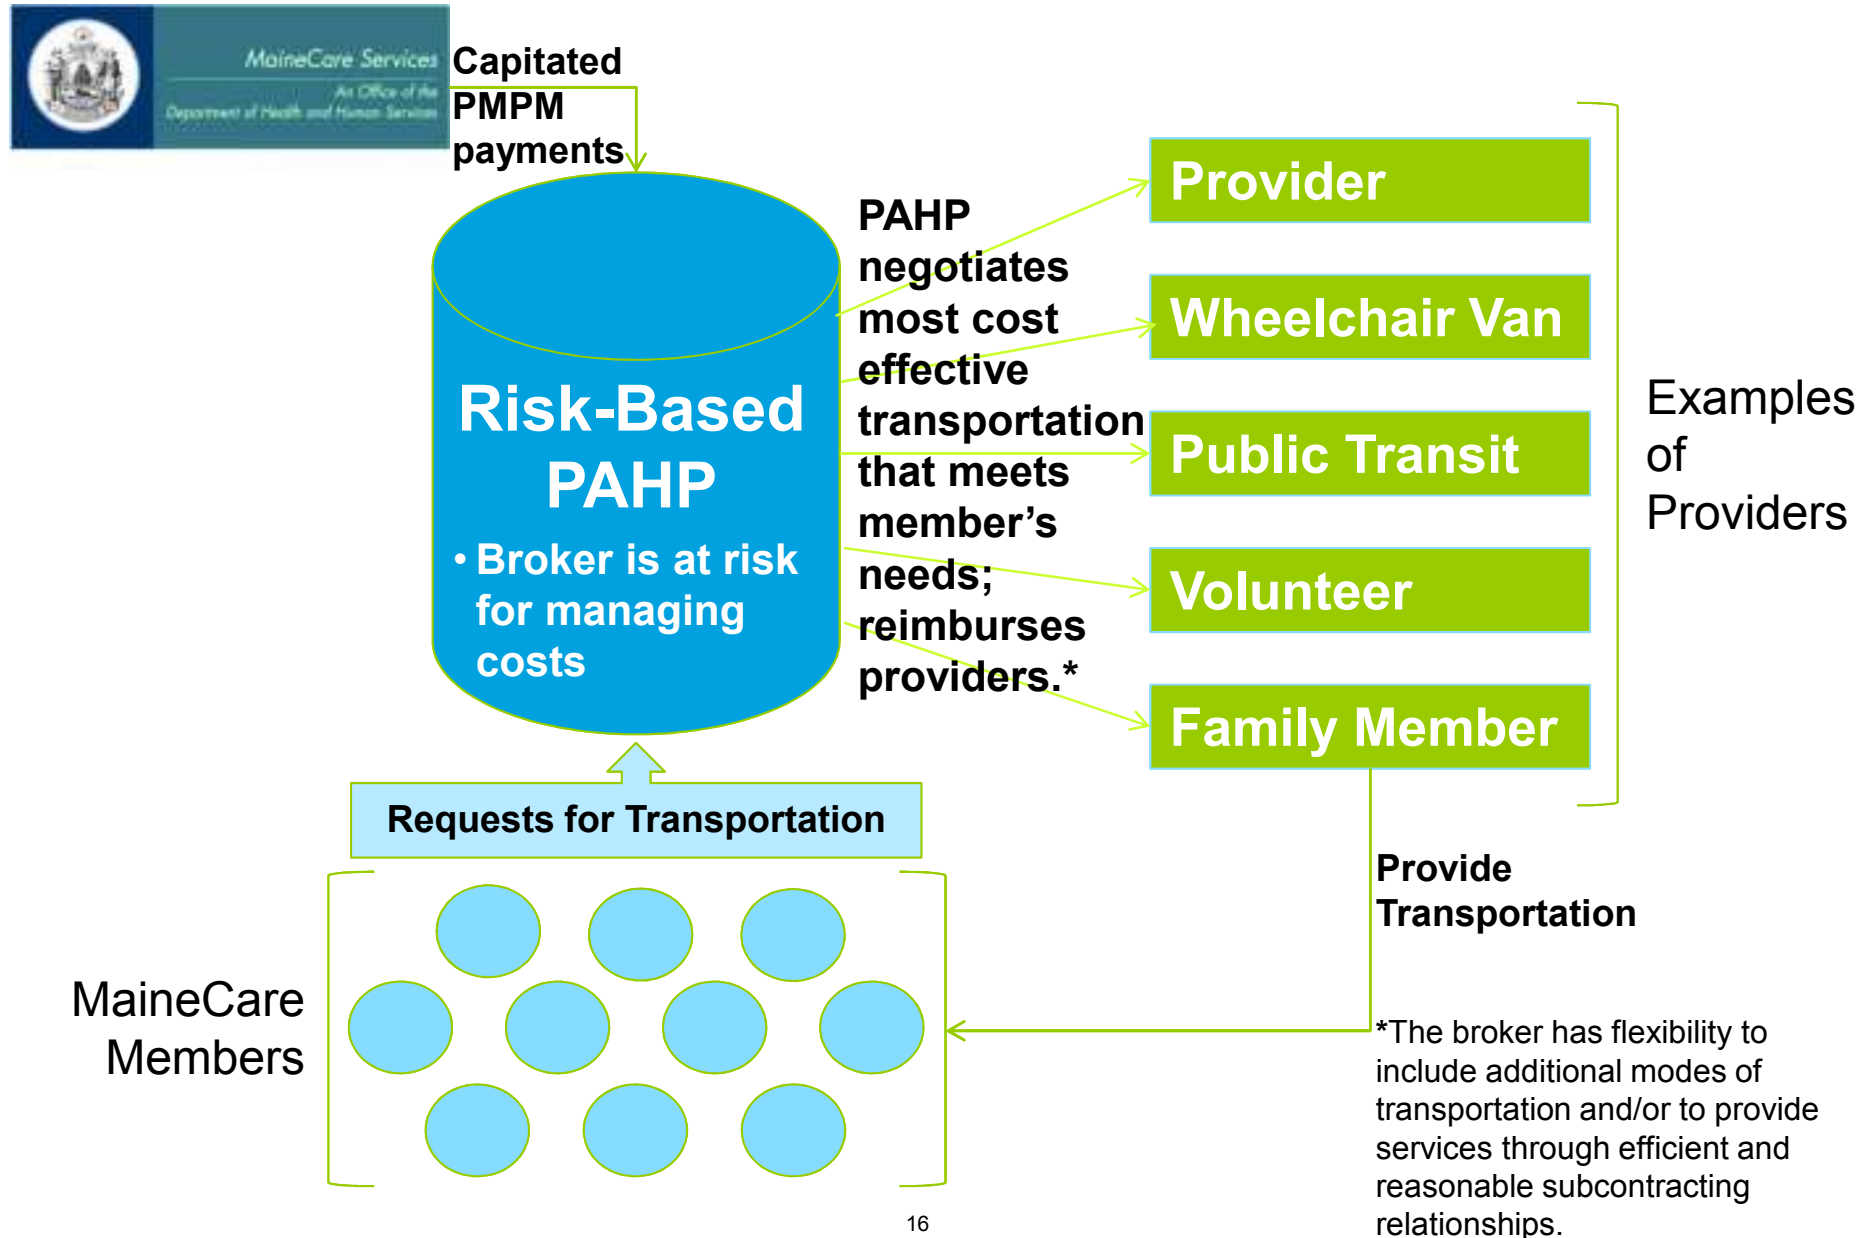 MaineCare Services
An Office of the
Department of Health and Human Services
Capitated
PMPM
payments
Risk-Based
PAHP
• Broker is at risk
for managing
costs
PAHP
negotiates
most cost
effective
transportation
that meets
member’s
needs;
reimburses
providers.*
Provider
Wheelchair Van
Public Transit
Volunteer
Family Member
Examples
of
Providers
Requests for Transportation
MaineCare
Members
Provide
Transportation
*The broker has flexibility to
include additional modes of
transportation and/or to provide
services through efficient and
reasonable subcontracting
relationships.
16